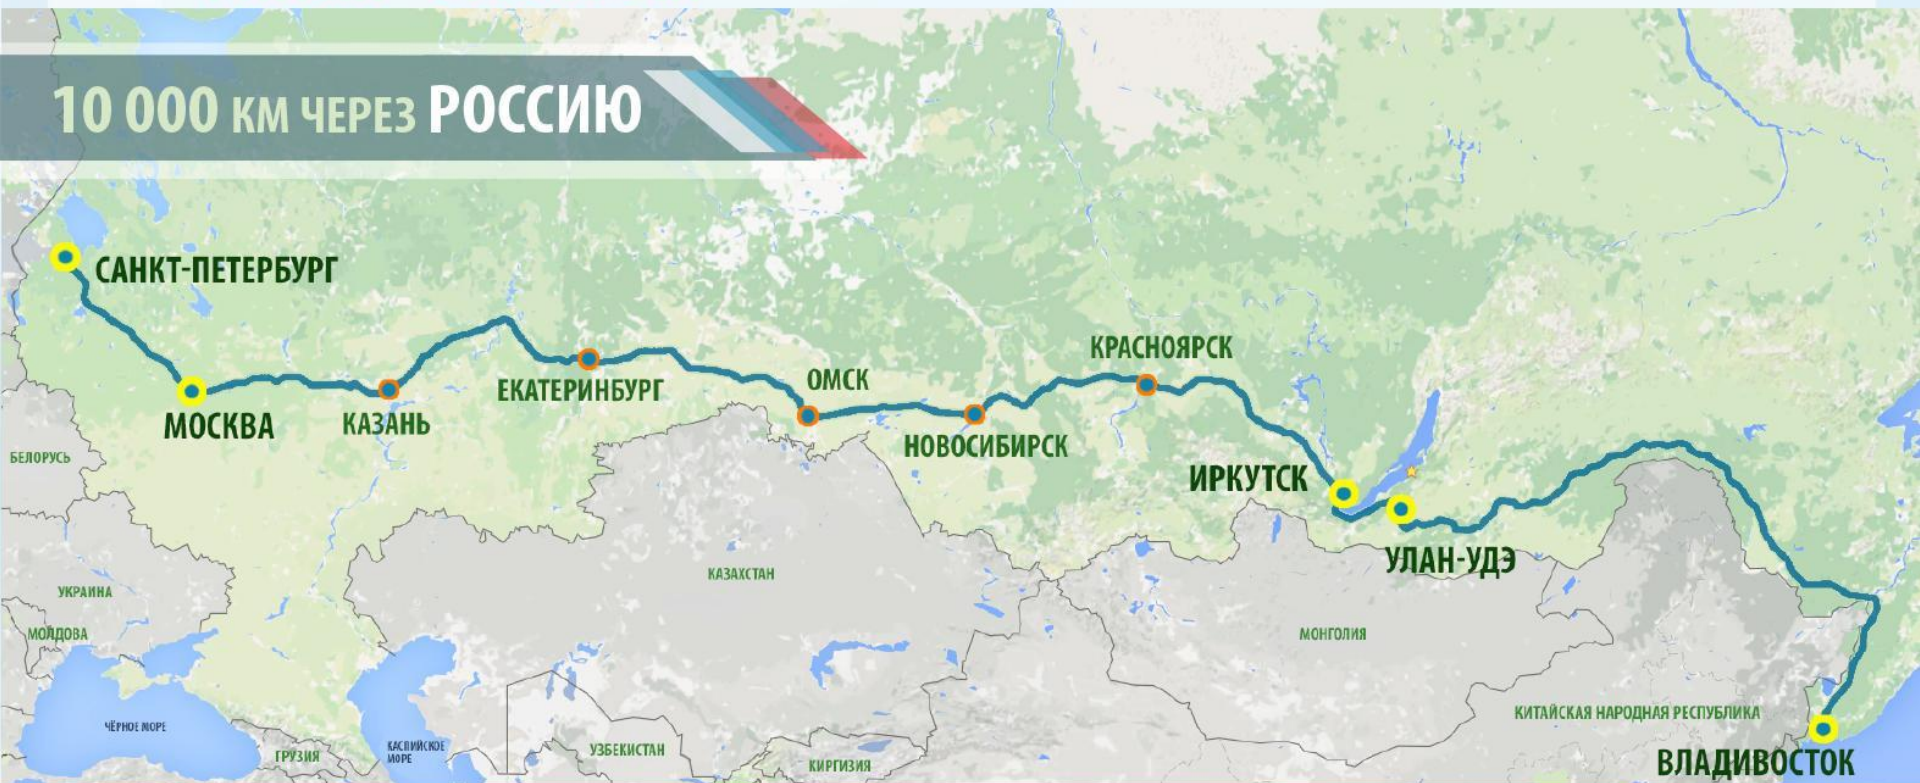 10 000 КМ ЧЕРЕЗ РОССИЮ
САНКТ-ПЕТЕРБУРГ
МОСКВА
КАЗАНЬ
ЕКАТЕРИНБУРГ
ОМСК
НОВОСИБИРСК
КРАСНОЯРСК
ИРКУТСК
УЛАН-УДЭ
ВЛАДИВОСТОК
БЕЛОРУСЬ
УКРАИНА
МОЛДОВА
ЧЁРНОЕ МОРЕ
ГРУЗИЯ
КАСПИЙСКОЕ
МОРЕ
КАЗАХСТАН
УЗБЕКИСТАН
КИРГИЗИЯ
МОНГОЛИЯ
КИТАЙСКАЯ НАРОДНАЯ РЕСПУБЛИКА